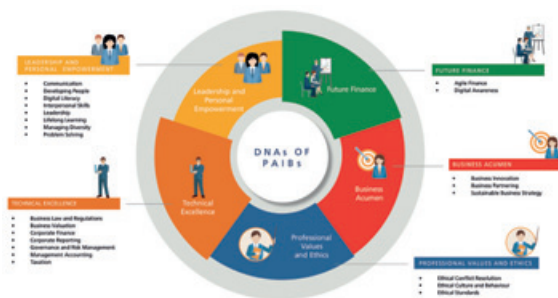 LEADERSHIP AND
PERSONAL EMPOWERMENT
Communication
Developing People
Digital Literacy
Interpersonal Skills
Leadership
Lifelong Learning
Managing Diversity
Problem Solving
TECHNICAL EXCELLENCE
Business Law and Regulations
Business Valuation
Corporate Finance
Corporate Reporting
Governance and Risk Management
Management Accounting
Taxation
Leadership and
Personal
Empowerment
Future Finance
DNAs OF
PAIBs
Technical
Excellence
Business
Acumen
Professional
Values
and Ethics
FUTURE FINANCE
Agile Finance
Digital Awareness
BUSINESS ACUMEN
Business Innovation
Business Partnering
Sustainable Business Strategy
PROFESSIONAL VALUES AND ETHICS
Ethical Conflict Resolution
Ethical Culture and Behaviour
Ethical Standards